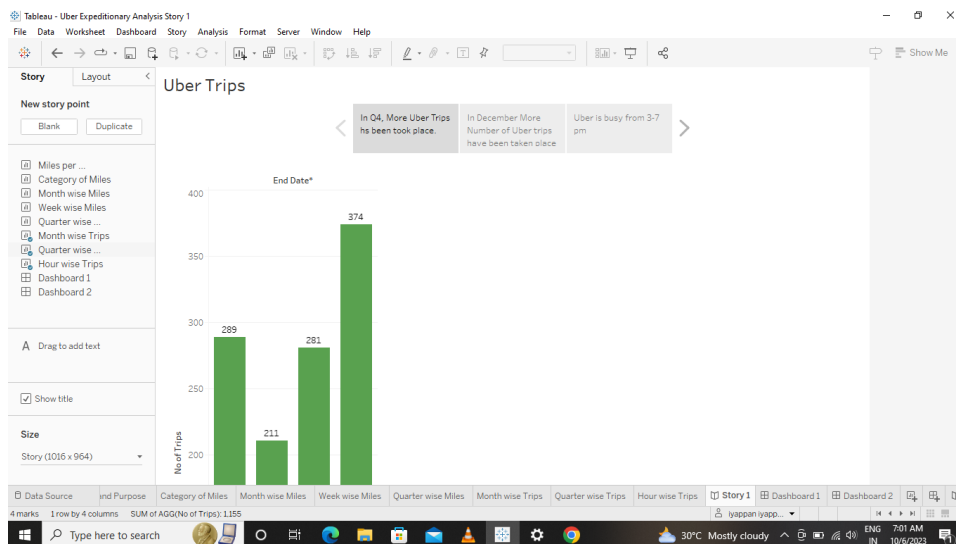 Tableau - Uber Expeditionary Analysis Story 1
File Data Worksheet Dashboard Story Analysis Format Server Window Help
Show Me
Story Layout
Uber Trips
New story point
Blank Duplicate
In Q4, More Uber Trips
hs been took place.
In December More
Number of Uber trips
have been taken place
Uber is busy from 3-7
pm
Miles per ...
Category of Miles
Month wise Miles
Week wise Miles
Quarter wise ...
Month wise Trips
Quarter wise ...
Hour wise Trips
Dashboard 1
Dashboard 2
A Drag to add text
Show title
Size
Story (1016 x 964)
End Date*
400
350
300
250
200
No of Trips
289
211
281
374
Data Source and Purpose Category of Miles Month wise Miles Week wise Miles Quarter wise Miles Month wise Trips Quarter wise Trips Hour wise Trips Story 1 Dashboard 1 Dashboard 2
4 marks 1 row by 4 columns SUM of AGG(No of Trips): 1,155
iyappan iyapp...
Type here to search
30°C Mostly cloudy
ENG
IN
7:01 AM
10/6/2023